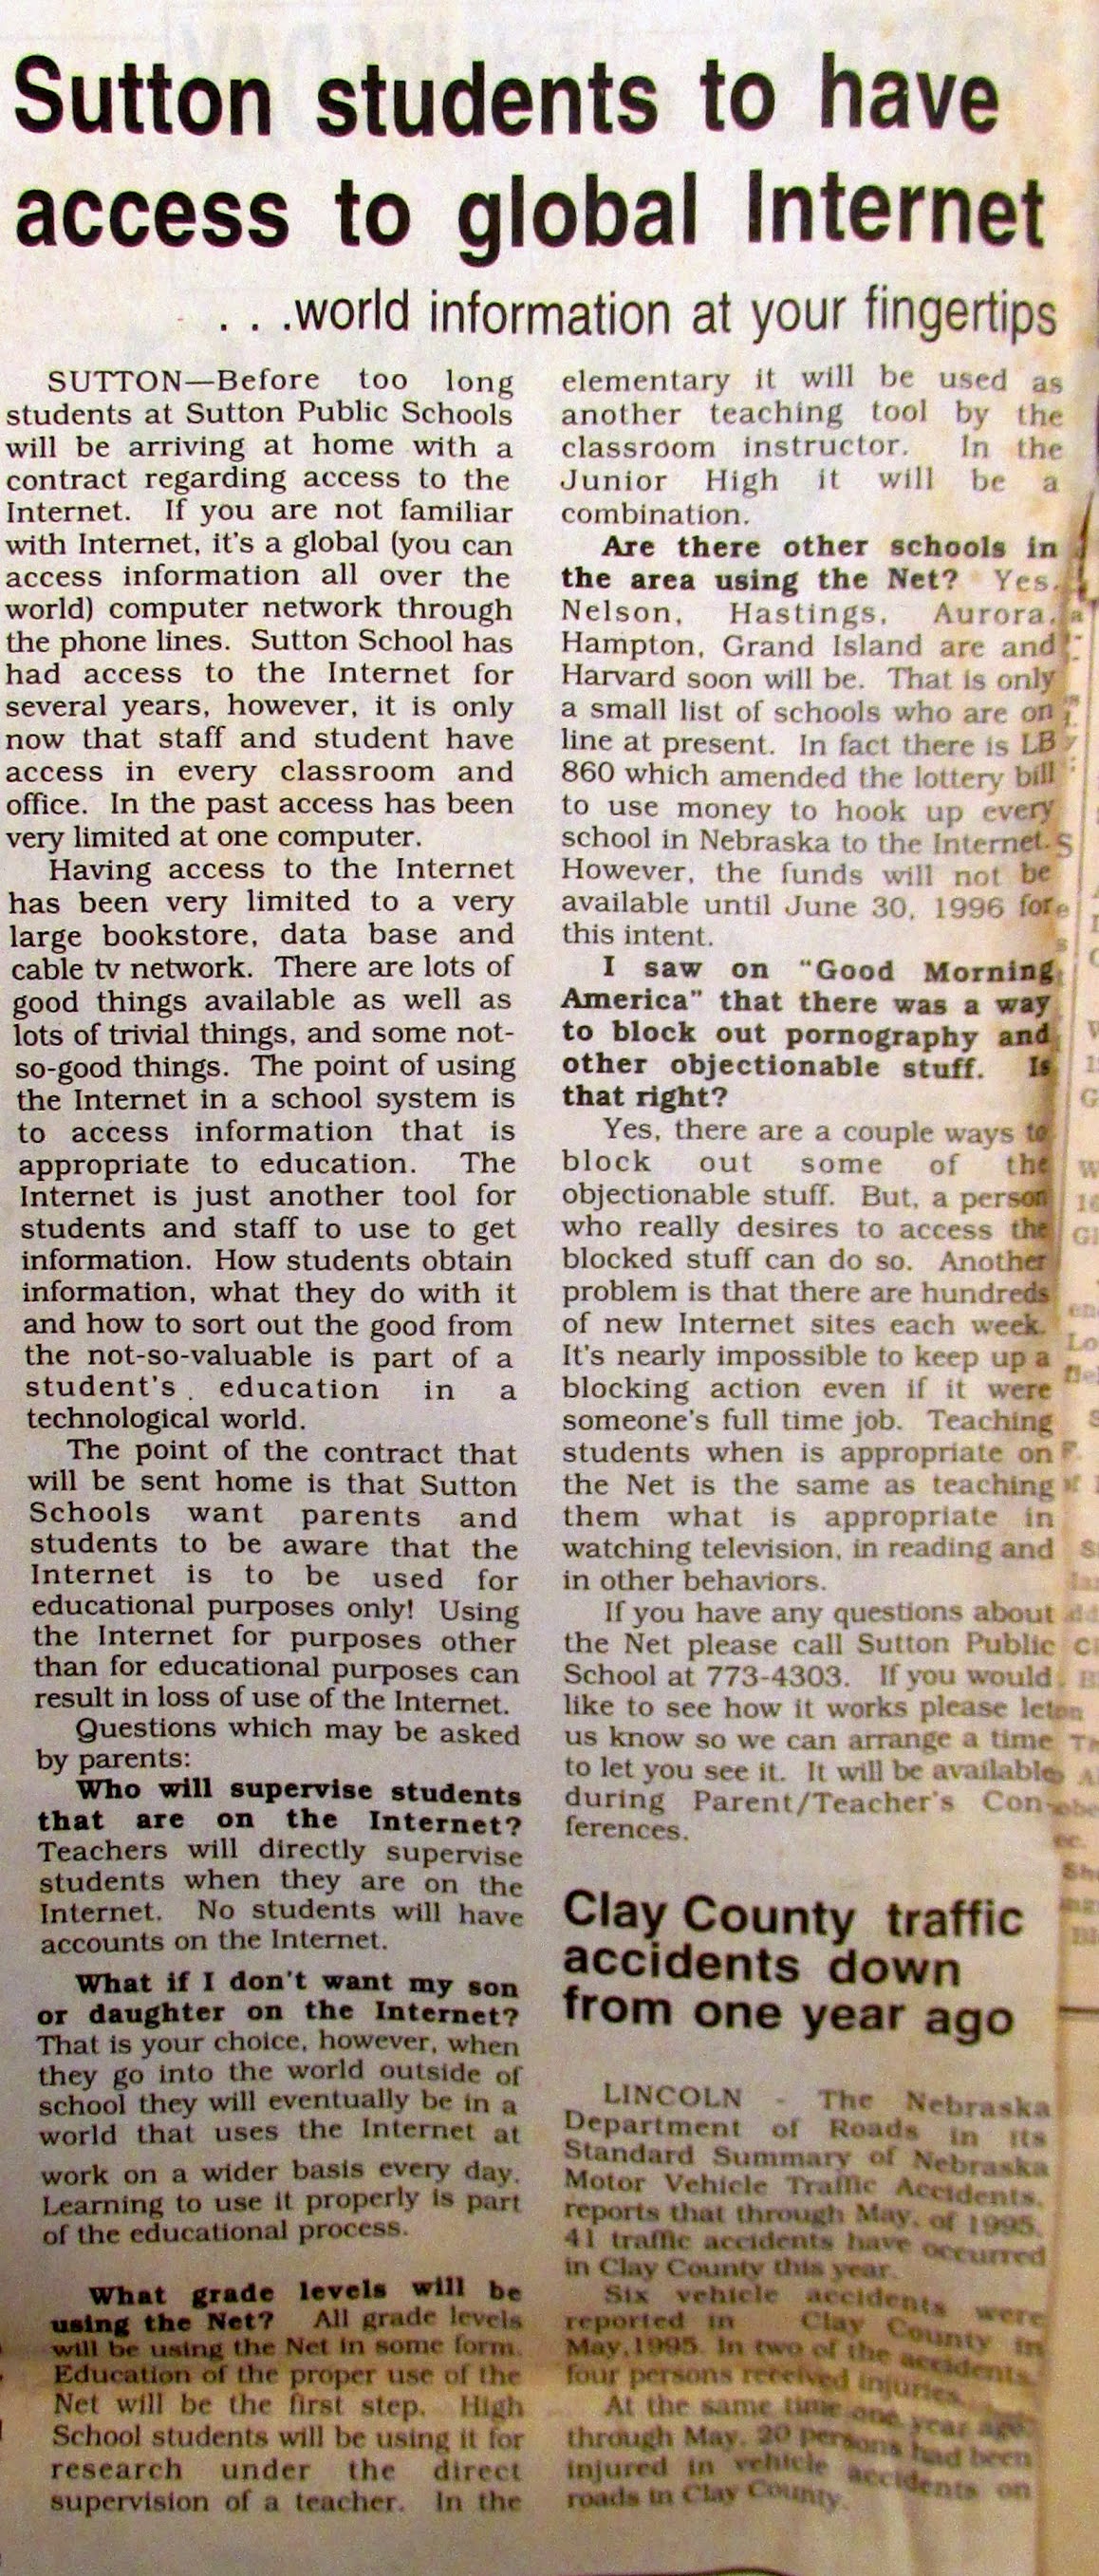 Sutton students to have
access to global Internet
. . .world information at your fingertips
SUTTON—Before too long
students at Sutton Public Schools
will be arriving at home with a
contract regarding access to the
Internet. If you are not familiar
with Internet, it's a global (you can
access information all over the
world) computer network through
the phone lines. Sutton School has
had access to the Internet for
several years, however, it is only
now that staff and student have
access in every classroom and
office. In the past access has been
very limited at one computer.
Having access to the Internet
has been very limited to a very
large bookstore, data base and
cable tv network. There are lots of
good things available as well as
lots of trivial things, and some not-
so-good things. The point of using
the Internet in a school system is
to access information that is
appropriate to education. The
Internet is just another tool for
students and staff to use to get
information. How students obtain
information, what they do with it
and how to sort out the good from
the not-so-valuable is part of a
student's education in a
technological world.
The point of the contract that
will be sent home is that Sutton
Schools want parents and
students to be aware that the
Internet is to be used for
educational purposes only! Using
the Internet for purposes other
than for educational purposes can
result in loss of use of the Internet.
Questions which may be asked
by parents:
Who will supervise students
that are on the Internet?
Teachers will directly supervise
students when they are on the
Internet. No students will have
accounts on the Internet.
What if I don't want my son
or daughter on the Internet?
That is your choice, however, when
they go into the world outside of
school they will eventually be in a
world that uses the Internet at
work on a wider basis every day.
Learning to use it properly is part
of the educational process.
What grade levels will be
using the Net? All grade levels
will be using the Net in some form.
Education of the proper use of the
Net will be the first step. High
School students will be using it for
research under the direct
supervision of a teacher. In the
elementary it will be used as
another teaching tool by the
classroom instructor. In the
Junior High it will be a
combination.
Are there other schools in
the area using the Net? Yes.
Nelson, Hastings, Aurora,
Hampton, Grand Island are and
Harvard soon will be. That is only
a small list of schools who are on
line at present. In fact there is LB
860 which amended the lottery bill
to use money to hook up every
school in Nebraska to the Internet.
However, the funds will not be
available until June 30, 1996 for
this intent.
I saw on "Good Morning
America" that there was a way
to block out pornography and
other objectionable stuff. Is
that right?
Yes, there are a couple ways to
block out some of the
objectionable stuff. But, a person
who really desires to access the
blocked stuff can do so. Another
problem is that there are hundreds
of new Internet sites each week.
It's nearly impossible to keep up a
blocking action even if it were
someone's full time job. Teaching
students when is appropriate on
the Net is the same as teaching
them what is appropriate in
watching television, in reading and
in other behaviors.
If you have any questions about
the Net please call Sutton Public
School at 773-4303. If you would
like to see how it works please let
us know so we can arrange a time
to let you see it. It will be available
during Parent/Teacher's Con-
ferences.
Clay County traffic
accidents down
from one year ago
LINCOLN - The Nebraska
Department of Roads in its
Standard Summary of Nebraska
Motor Vehicle Traffic Accidents,
reports that through May, of 1995,
41 traffic accidents have occurred
in Clay County this year.
Six vehicle accidents were
reported in Clay County in
May, 1995. In two of the accidents,
four persons received injuries.
At the same time one year ago
through May, 20 persons had been
injured in vehicle accidents on
roads in Clay County.